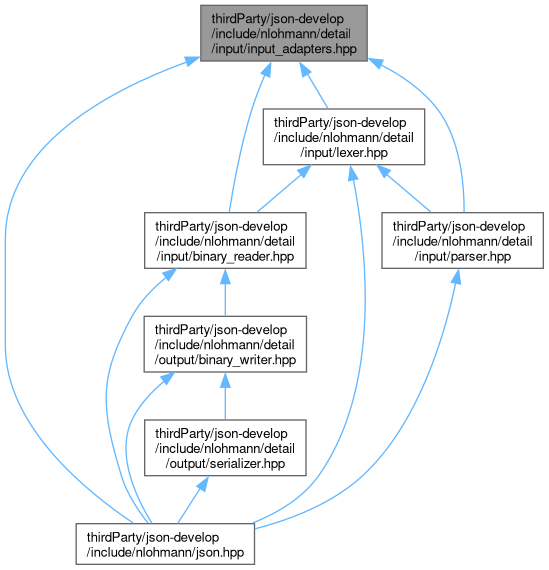 thirdParty/json-develop
/include/nlohmann/detail
/input/input_adapters.hpp
thirdParty/json-develop
/include/nlohmann/detail
/input/lexer.hpp
thirdParty/json-develop
/include/nlohmann/detail
/input/binary_reader.hpp
thirdParty/json-develop
/include/nlohmann/detail
/input/parser.hpp
thirdParty/json-develop
/include/nlohmann/detail
/output/binary_writer.hpp
thirdParty/json-develop
/include/nlohmann/detail
/output/serializer.hpp
thirdParty/json-develop
/include/nlohmann/json.hpp